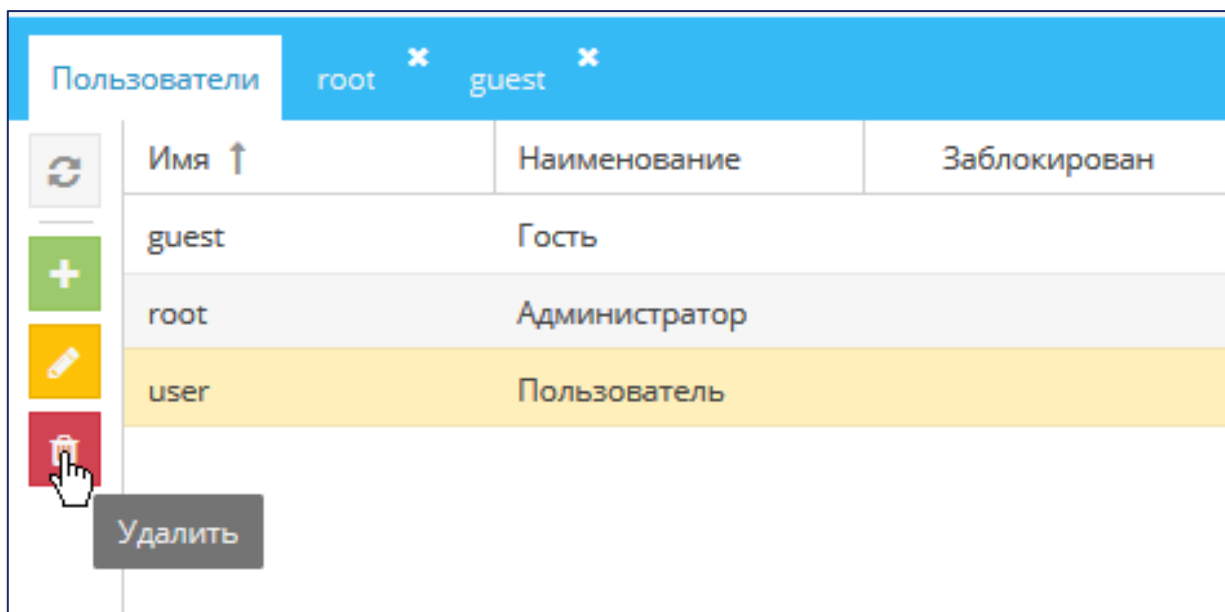 Пользователи root guest
Имя Наименование Заблокирован
guest Гость
root Администратор
user Пользователь
Удалить